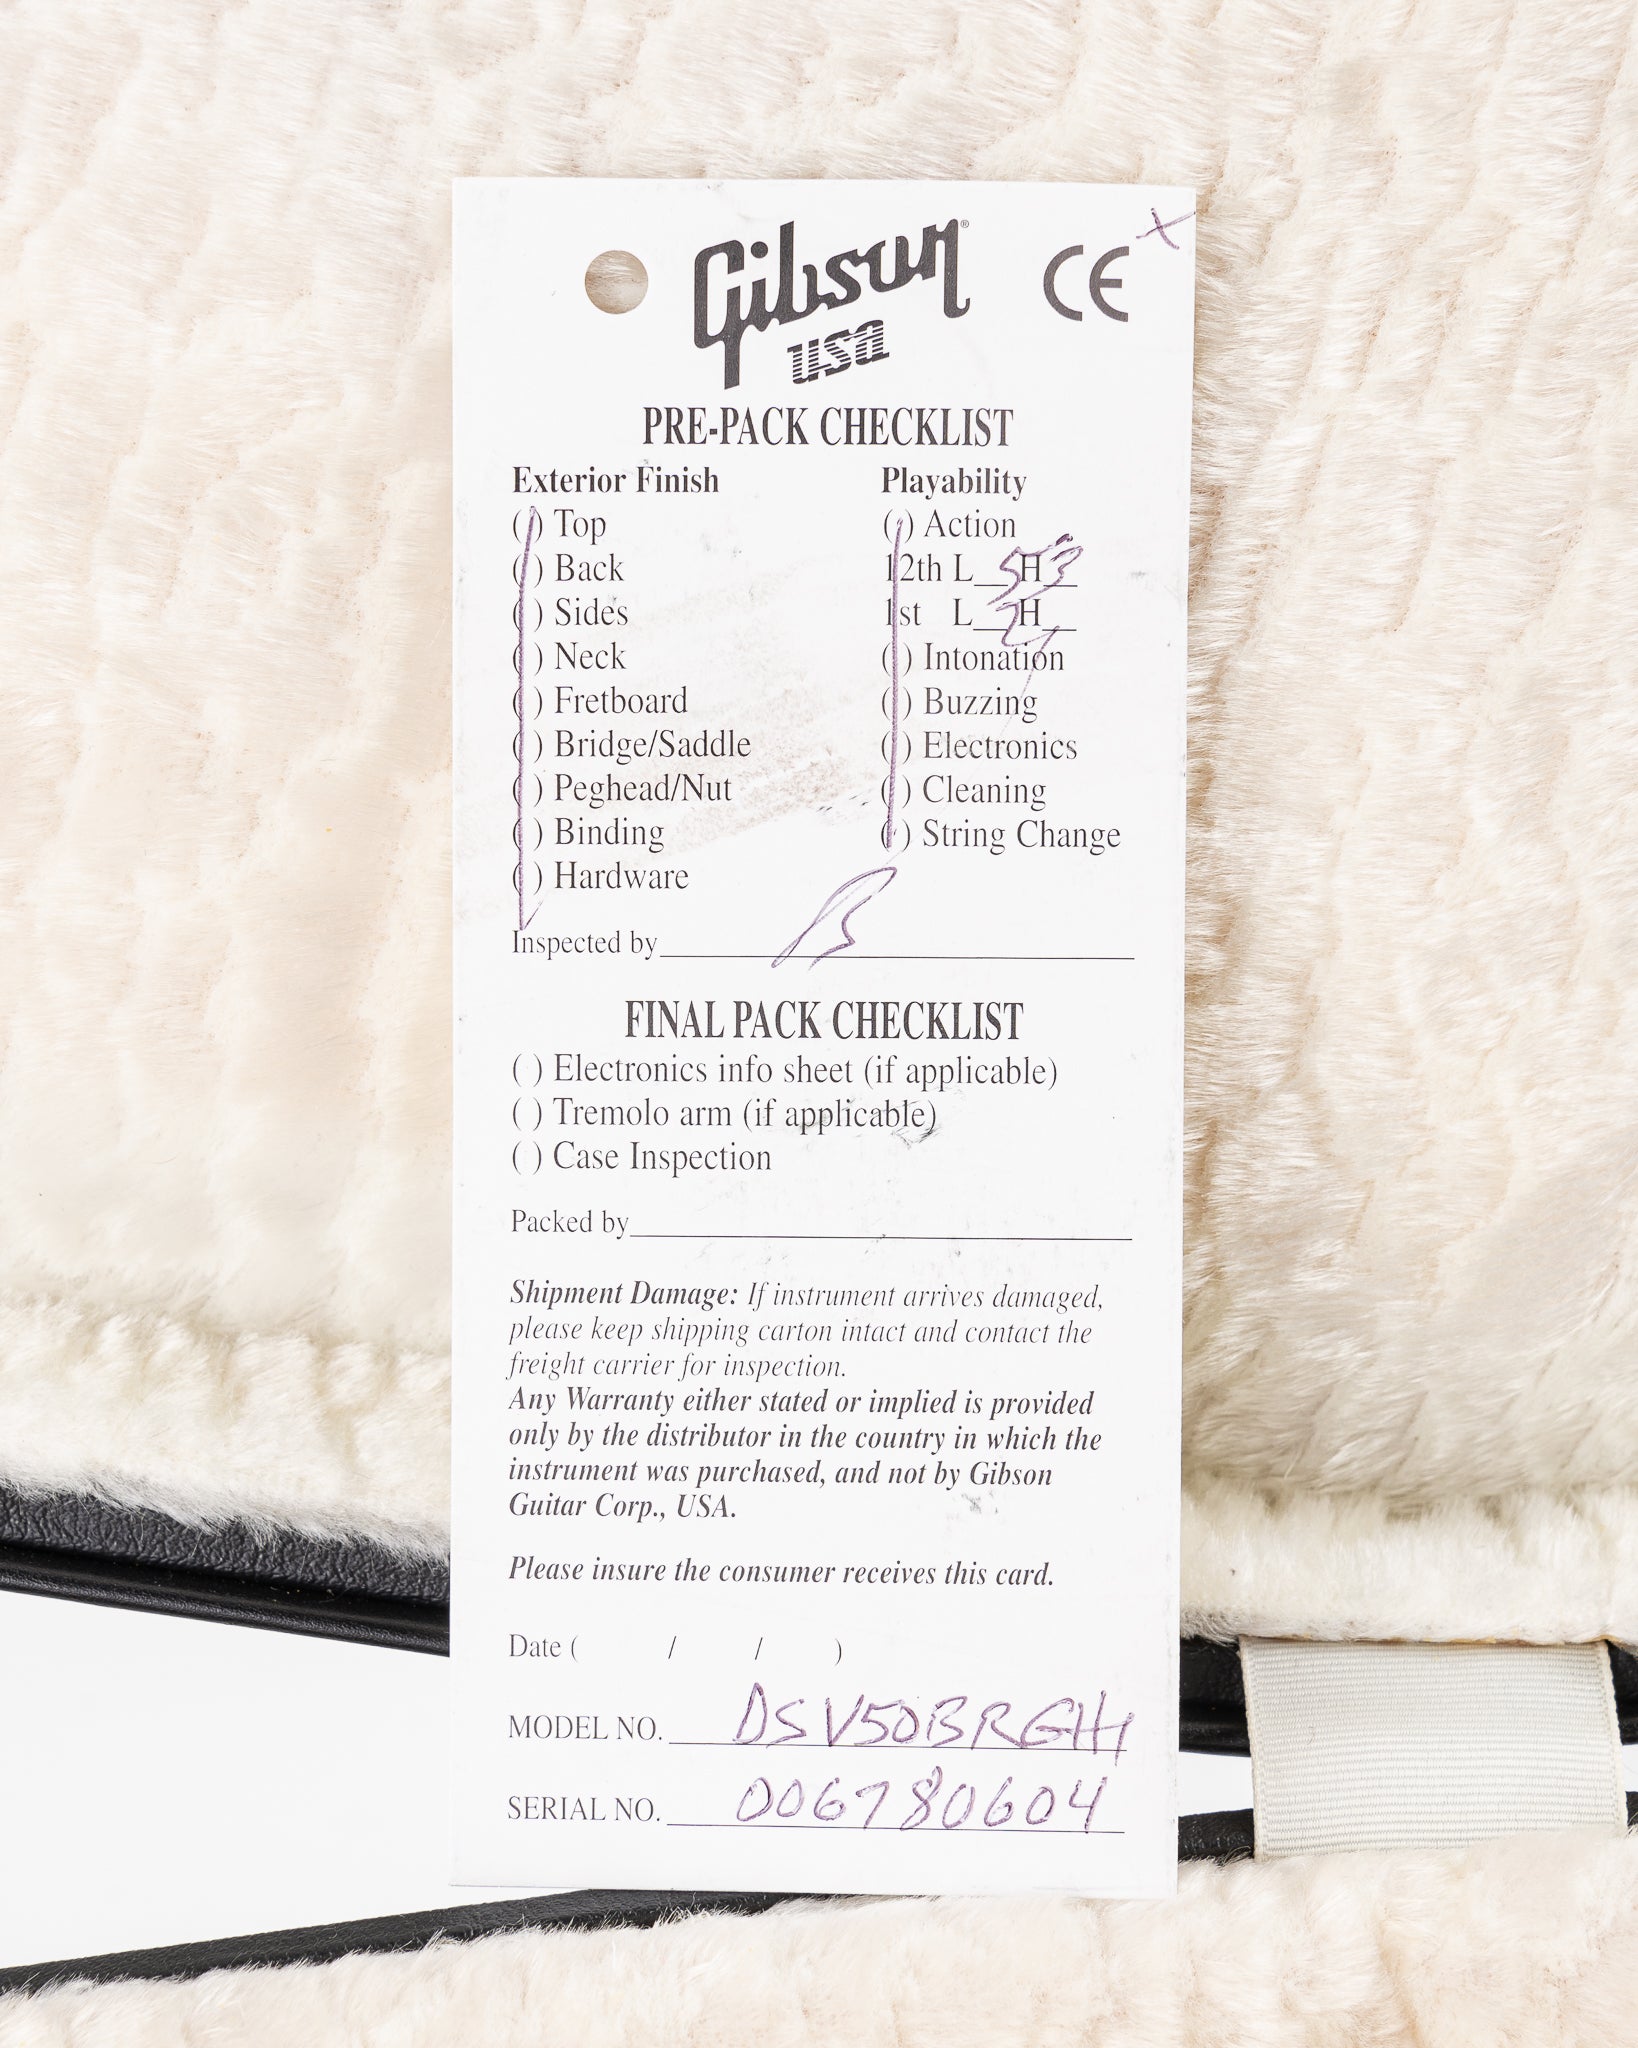 Gibson®
USA
CE
X
PRE-PACK CHECKLIST
Exterior Finish
( ) Top
( ) Back
( ) Sides
( ) Neck
( ) Fretboard
( ) Bridge/Saddle
( ) Peghead/Nut
( ) Binding
( ) Hardware
Playability
( ) Action
12th L 5 H 3
1st L 2 H
( ) Intonation
( ) Buzzing
( ) Electronics
( ) Cleaning
( ) String Change
Inspected by
FINAL PACK CHECKLIST
( ) Electronics info sheet (if applicable)
( ) Tremolo arm (if applicable)
( ) Case Inspection
Packed by
Shipment Damage: If instrument arrives damaged,
please keep shipping carton intact and contact the
freight carrier for inspection.
Any Warranty either stated or implied is provided
only by the distributor in the country in which the
instrument was purchased, and not by Gibson
Guitar Corp., USA.
Please insure the consumer receives this card.
Date ( / / )
MODEL NO. DSV50BRGH1
SERIAL NO. 006780604